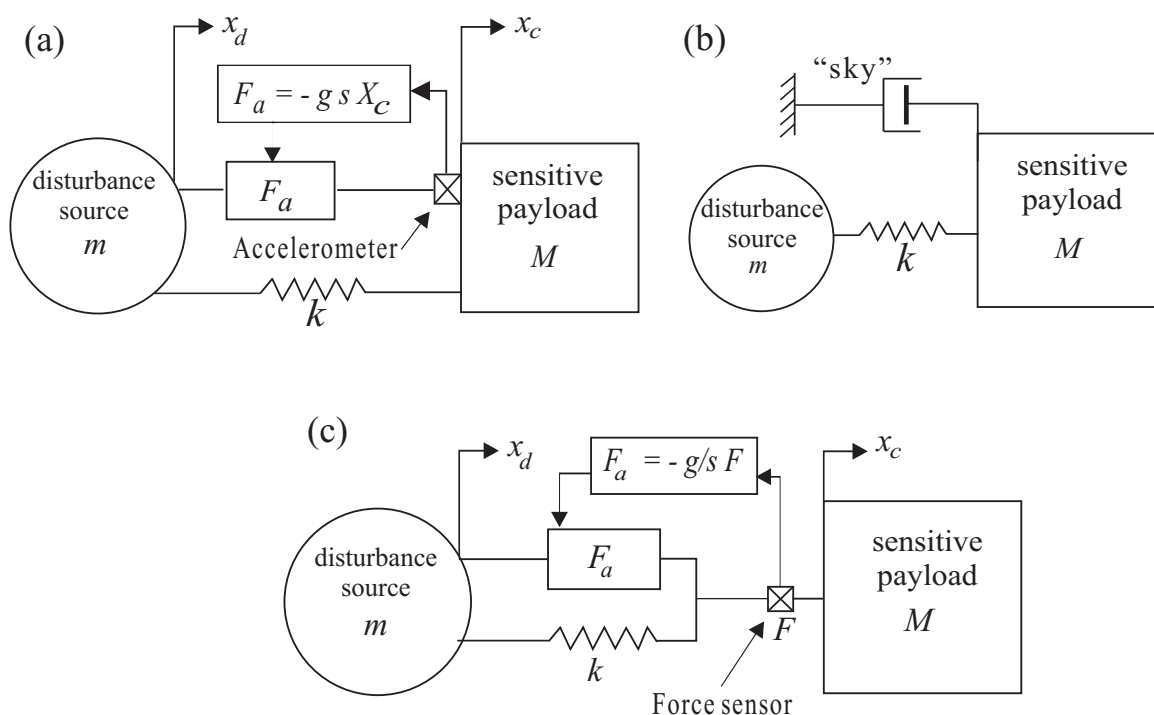 (a)
x_d
x_c
F_a = - g s X_c
disturbance
source
m
F_a
Accelerometer
k
sensitive
payload
M
(b)
“sky”
disturbance
source
m
k
sensitive
payload
M
(c)
x_d
x_c
F_a = - g/s F
disturbance
source
m
F_a
k
F
Force sensor
sensitive
payload
M